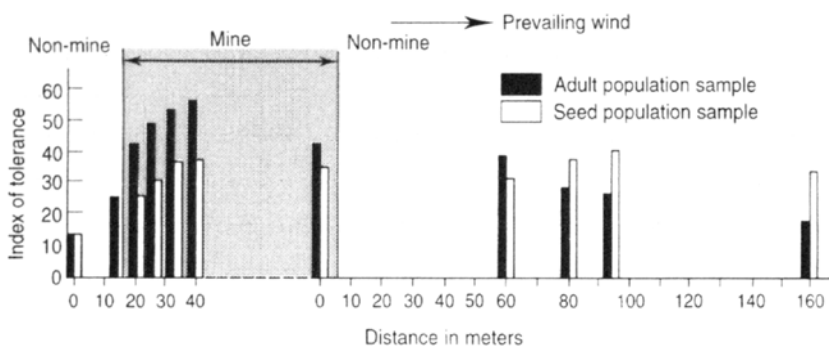 Prevailing wind
Non-mine
Mine
Non-mine
Adult population sample
Seed population sample
Index of tolerance
60
50
40
30
20
10
0
0 10 20 30 40 0 10 20 30 40 50 60 70 80 90 100 120 140 160
Distance in meters